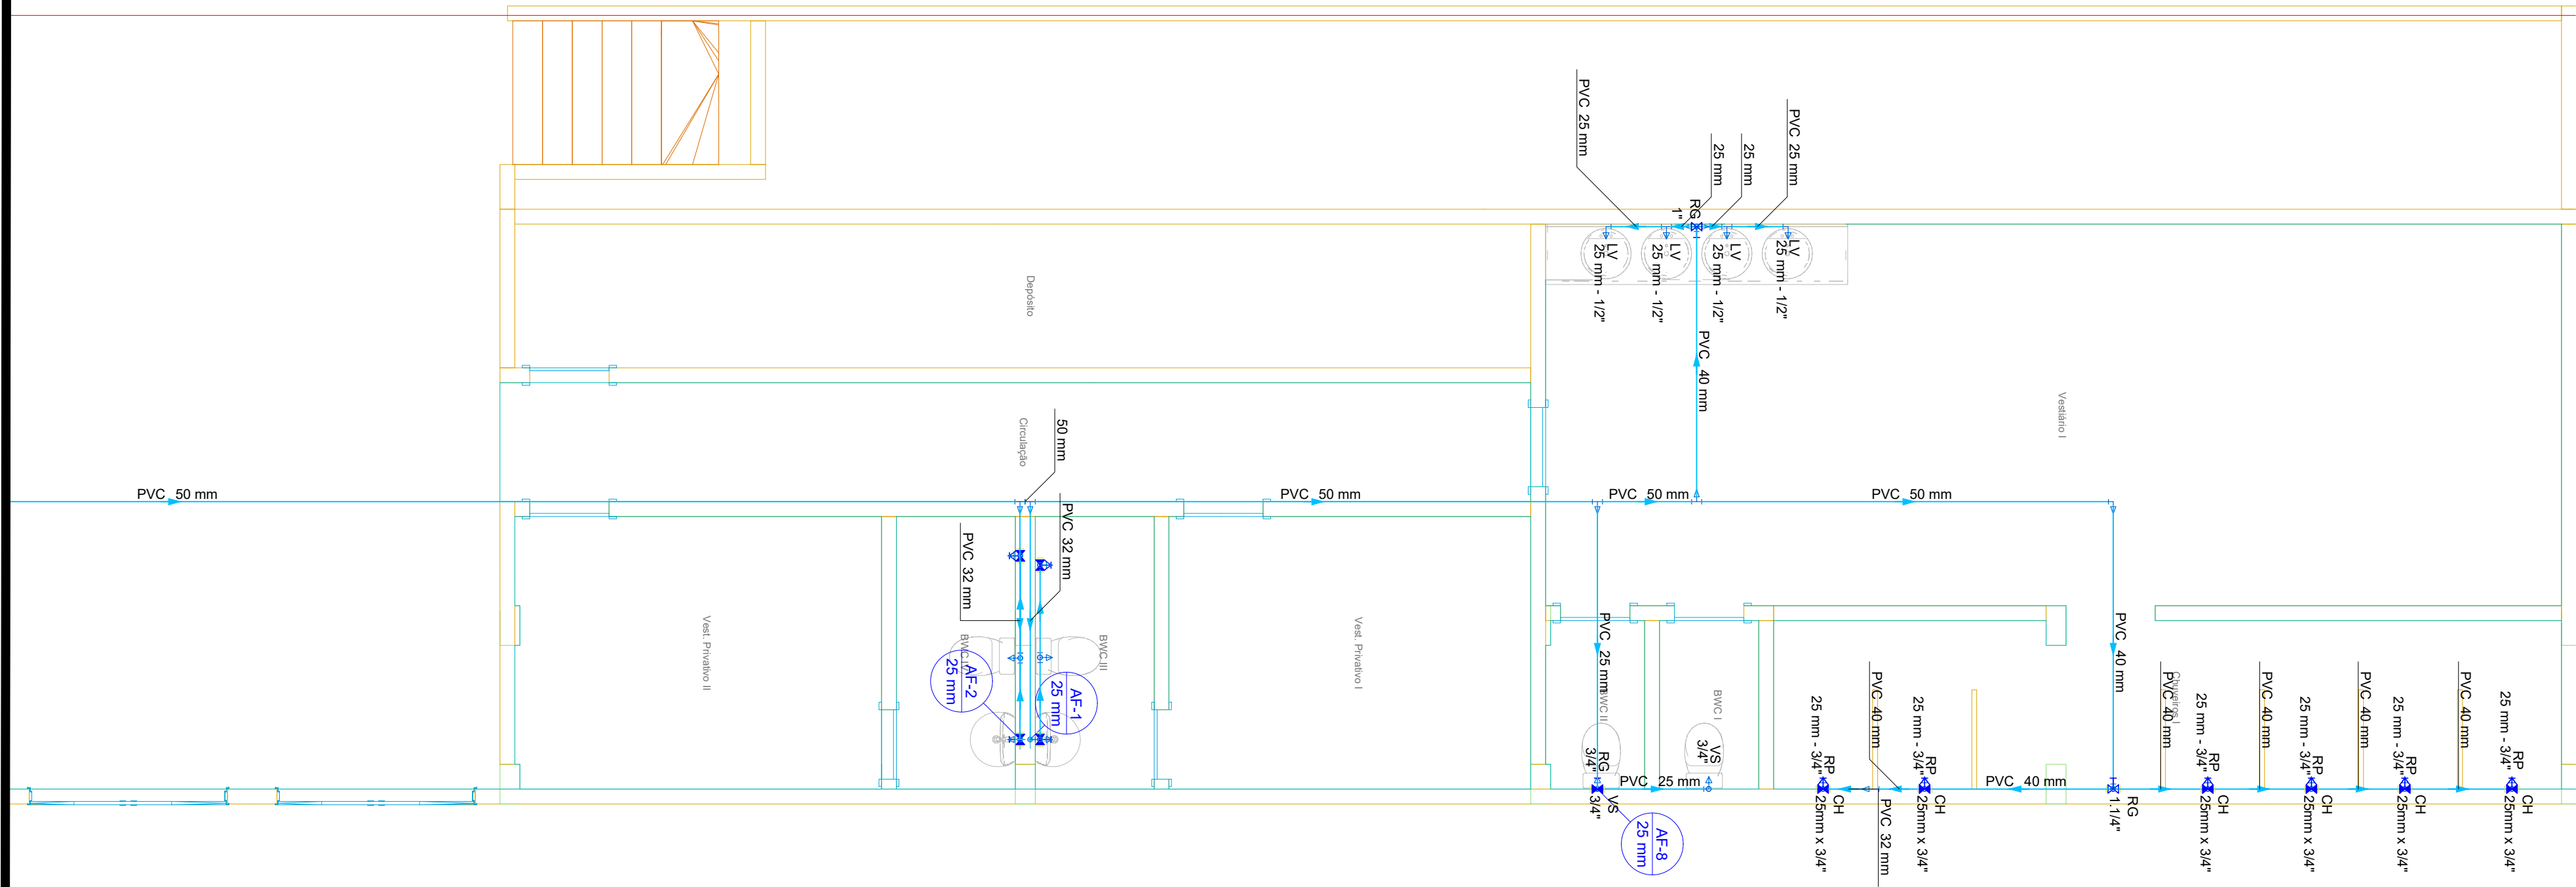 PVC 25 mm
25 mm
25 mm
PVC 25 mm
RG
1"
LV
25 mm - 1/2"
LV
25 mm - 1/2"
LV
25 mm - 1/2"
LV
25 mm - 1/2"
Depósito
PVC 40 mm
Vestiário I
Circulação
50 mm
PVC 50 mm
PVC 50 mm
PVC 50 mm
PVC 50 mm
PVC 32 mm
PVC 32 mm
Vest. Privativo II
BWC IV
BWC III
Vest. Privativo I
AF-2
25 mm
AF-1
25 mm
PVC 25 mm
BWC II
BWC I
PVC 40 mm
Chuveiros I
RG
3/4"
VS
3/4"
PVC 25 mm
VS
3/4"
AF-8
25 mm
RP
25 mm - 3/4"
CH
25mm x 3/4"
PVC 40 mm
RP
25 mm - 3/4"
CH
25mm x 3/4"
PVC 32 mm
PVC 40 mm
RG
1.1/4"
PVC 40 mm
RP
25 mm - 3/4"
CH
25mm x 3/4"
PVC 40 mm
RP
25 mm - 3/4"
CH
25mm x 3/4"
PVC 40 mm
RP
25 mm - 3/4"
CH
25mm x 3/4"
PVC 40 mm
RP
25 mm - 3/4"
CH
25mm x 3/4"